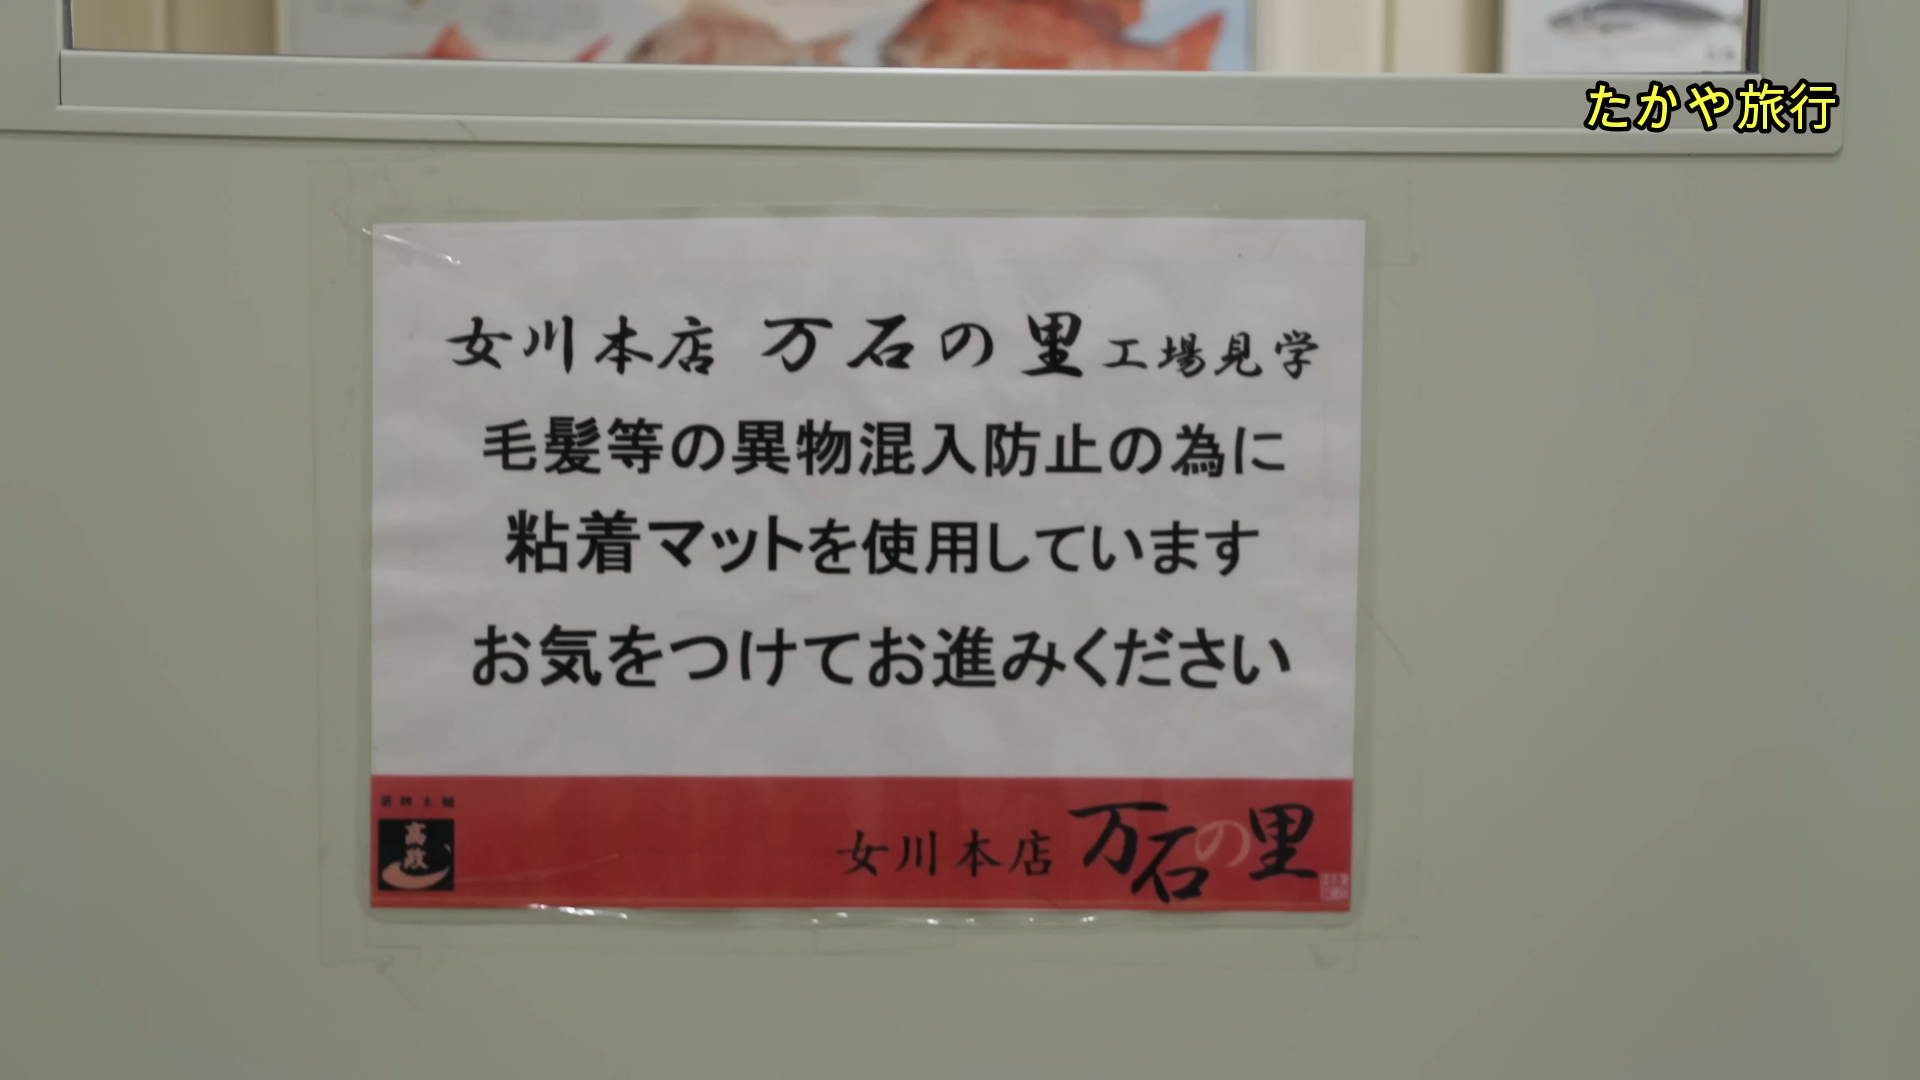 たかや旅行
女川本店 万石の里工場見学
毛髪等の異物混入防止の為に
粘着マットを使用しています
お気をつけてお進みください
高政
女川本店 万石の里